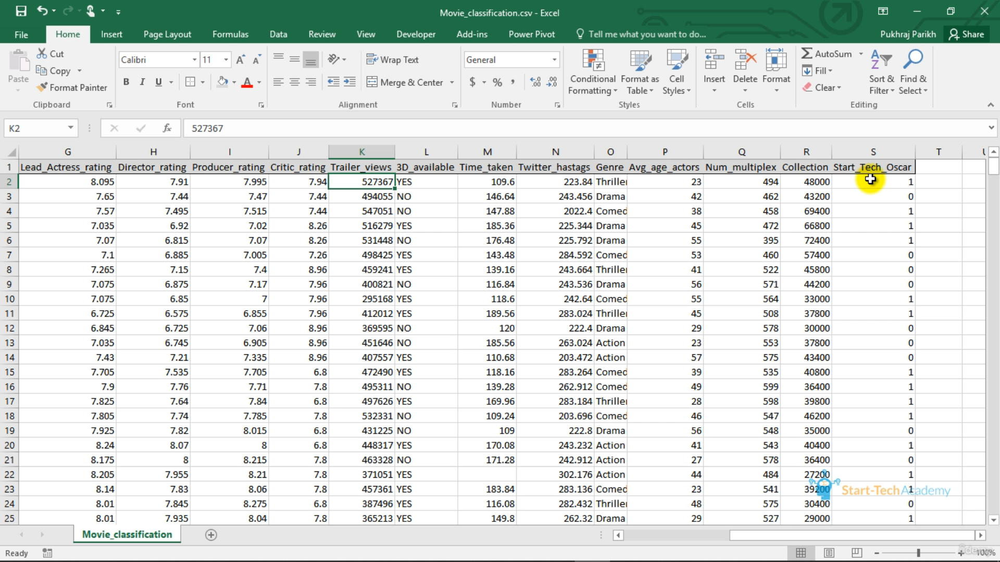 Movie_classification.csv - Excel
File Home Insert Page Layout Formulas Data Review View Developer Add-ins Power Pivot Tell me what you want to do... Pukhraj Parikh Share
Paste Cut Copy Format Painter Clipboard
Calibri 11 B I U A Font
Wrap Text Merge & Center Alignment
General $ % , Number
Conditional Formatting Format as Table Cell Styles Styles
Insert Delete Format Cells
AutoSum Fill Clear Sort & Filter Find & Select Editing
K2 fx 527367
G H I J K L M N O P Q R S T
1 Lead_Actress_rating Director_rating Producer_rating Critic_rating Trailer_views 3D_available Time_taken Twitter_hastags Genre Avg_age_actors Num_multiplex Collection Start_Tech_Oscar
2 8.095 7.91 7.995 7.94 527367 YES 109.6 223.84 Thriller 23 494 48000 1
3 7.65 7.44 7.47 7.44 494055 NO 146.64 243.456 Drama 42 462 43200 0
4 7.57 7.495 7.515 7.44 547051 NO 147.88 2022.4 Comed 38 458 69400 1
5 7.035 6.92 7.02 8.26 516279 YES 185.36 225.344 Drama 45 472 66800 1
6 7.07 6.815 7.07 8.26 531448 NO 176.48 225.792 Drama 55 395 72400 1
7 7.1 6.885 7.005 7.26 498425 YES 143.48 284.592 Comed 53 460 57400 0
8 7.265 7.15 7.4 8.96 459241 YES 139.16 243.664 Thriller 41 522 45800 0
9 7.075 6.875 7.17 7.96 400821 NO 116.84 243.536 Drama 56 571 44200 0
10 7.075 6.85 7 7.96 295168 YES 118.6 242.64 Comed 55 564 33000 1
11 6.725 6.575 6.855 7.96 412012 YES 189.56 283.024 Thriller 45 508 37800 1
12 6.845 6.725 7.06 8.96 369595 NO 120 222.4 Drama 29 578 30000 0
13 7.035 6.745 6.905 8.96 451646 NO 185.56 263.024 Action 23 553 37800 0
14 7.43 7.21 7.335 8.96 407557 YES 110.68 203.472 Action 57 575 43400 0
15 7.705 7.535 7.705 6.8 472490 YES 118.16 283.264 Comed 39 535 40800 1
16 7.9 7.76 7.71 7.8 495311 NO 139.28 262.912 Comed 49 599 36400 1
17 7.825 7.64 7.84 6.8 497626 YES 169.96 283.184 Thriller 28 598 39800 1
18 7.805 7.74 7.785 7.8 532331 NO 109.24 203.696 Comed 46 547 46200 1
19 7.925 7.82 8.015 6.8 431225 NO 109 222.8 Drama 56 548 35000 0
20 8.24 8.07 8 6.8 448317 YES 170.08 243.232 Action 41 543 40400 1
21 8.175 8 8.215 7.8 463328 NO 171.28 242.912 Action 27 578 36400 0
22 8.205 7.955 8.21 7.8 371051 YES 302.176 Action 44 484 27200 1
23 8.14 7.83 8.06 7.8 457361 YES 183.84 283.136 Comed 23 541 39200 1
Start-Tech Academy
24 8.01 7.845 8.275 6.8 387496 YES 116.08 282.432 Thriller 48 575 30400 0
25 8.01 7.935 8.04 7.8 365213 YES 149.8 262.32 Drama 29 527 29000 1
Movie_classification
Ready 100%